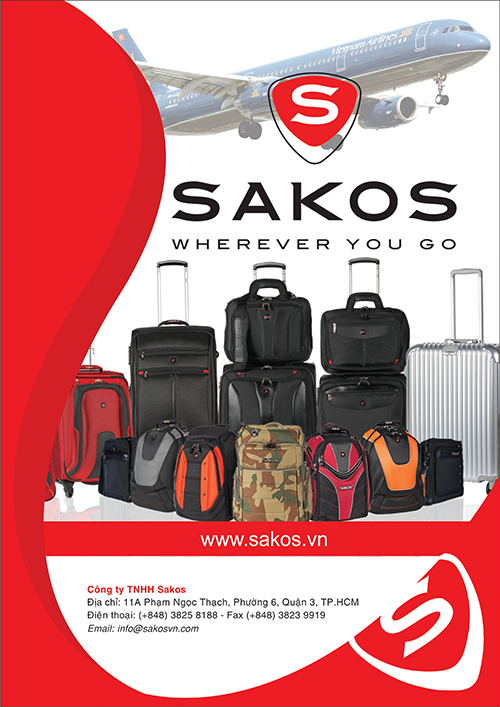 Vietnam Airlines
S
SAKOS
WHEREVER YOU GO
www.sakos.vn
Công ty TNHH Sakos
Địa chỉ: 11A Phạm Ngọc Thạch, Phường 6, Quận 3, TP.HCM
Điện thoại: (+848) 3825 8188 - Fax (+848) 3823 9919
Email: info@sakosvn.com
S